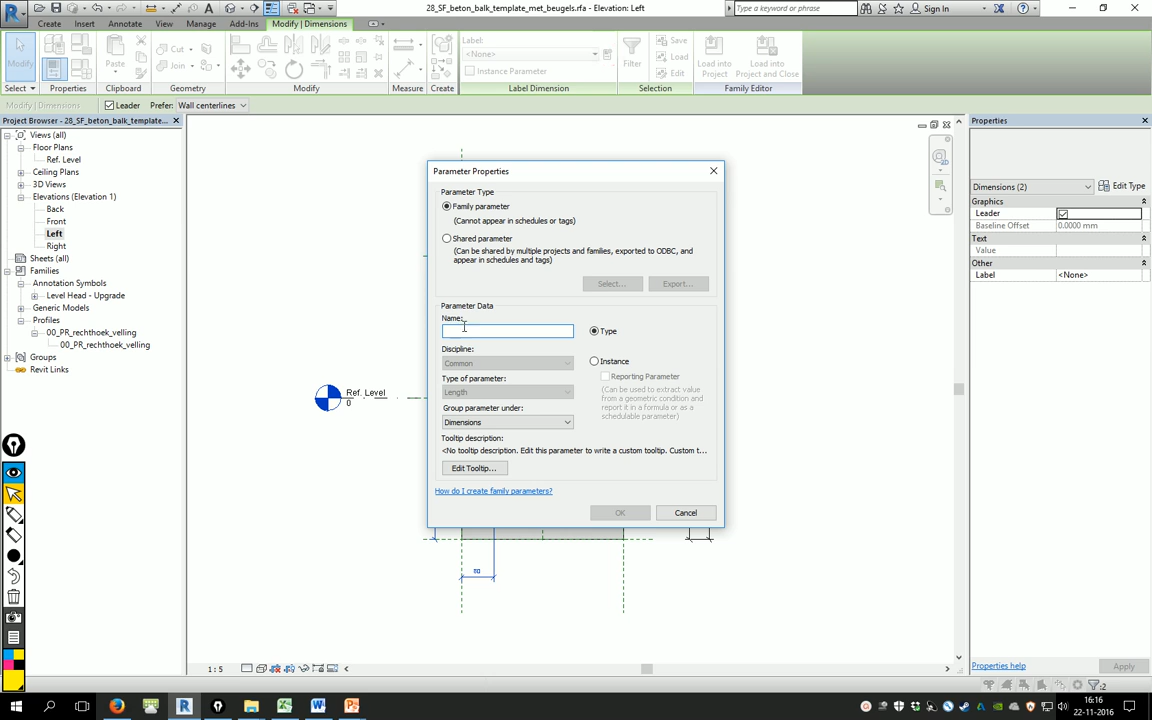 28_SF_beton_balk_template_met_beugels.rfa - Elevation: Left
Type a keyword or phrase
Sign In
Create Insert Annotate View Manage Add-Ins Modify | Dimensions
Modify
Paste
Cut
Join
Label:
<None>
Instance Parameter
Filter
Save
Load
Edit
Load into Project
Load into Project and Close
Select Properties Clipboard Geometry Modify Measure Create Label Dimension Selection Family Editor
Modify | Dimensions
Leader
Prefer: Wall centerlines
Project Browser - 28_SF_beton_balk_template...
Views (all)
Floor Plans
Ref. Level
Ceiling Plans
3D Views
Elevations (Elevation 1)
Back
Front
Left
Right
Sheets (all)
Families
Annotation Symbols
Level Head - Upgrade
Generic Models
Profiles
00_PR_rechthoek_velling
00_PR_rechthoek_velling
Groups
Revit Links
Ref. Level
0
Parameter Properties
Parameter Type
Family parameter
(Cannot appear in schedules or tags)
Shared parameter
(Can be shared by multiple projects and families, exported to ODBC, and
appear in schedules and tags)
Select...
Export...
Parameter Data
Name:
Type
Discipline:
Common
Instance
Type of parameter:
Length
Reporting Parameter
(Can be used to extract value
from a geometric condition and
report it in a formula or as a
schedulable parameter)
Group parameter under:
Dimensions
Tooltip description:
<No tooltip description. Edit this parameter to write a custom tooltip. Custom t...
Edit Tooltip...
How do I create family parameters?
OK
Cancel
Properties
Dimensions (2)
Edit Type
Graphics
Leader
Baseline Offset 0.0000 mm
Text
Value
Other
Label <None>
Properties help
Apply
1 : 5
:2
16:16
22-11-2016